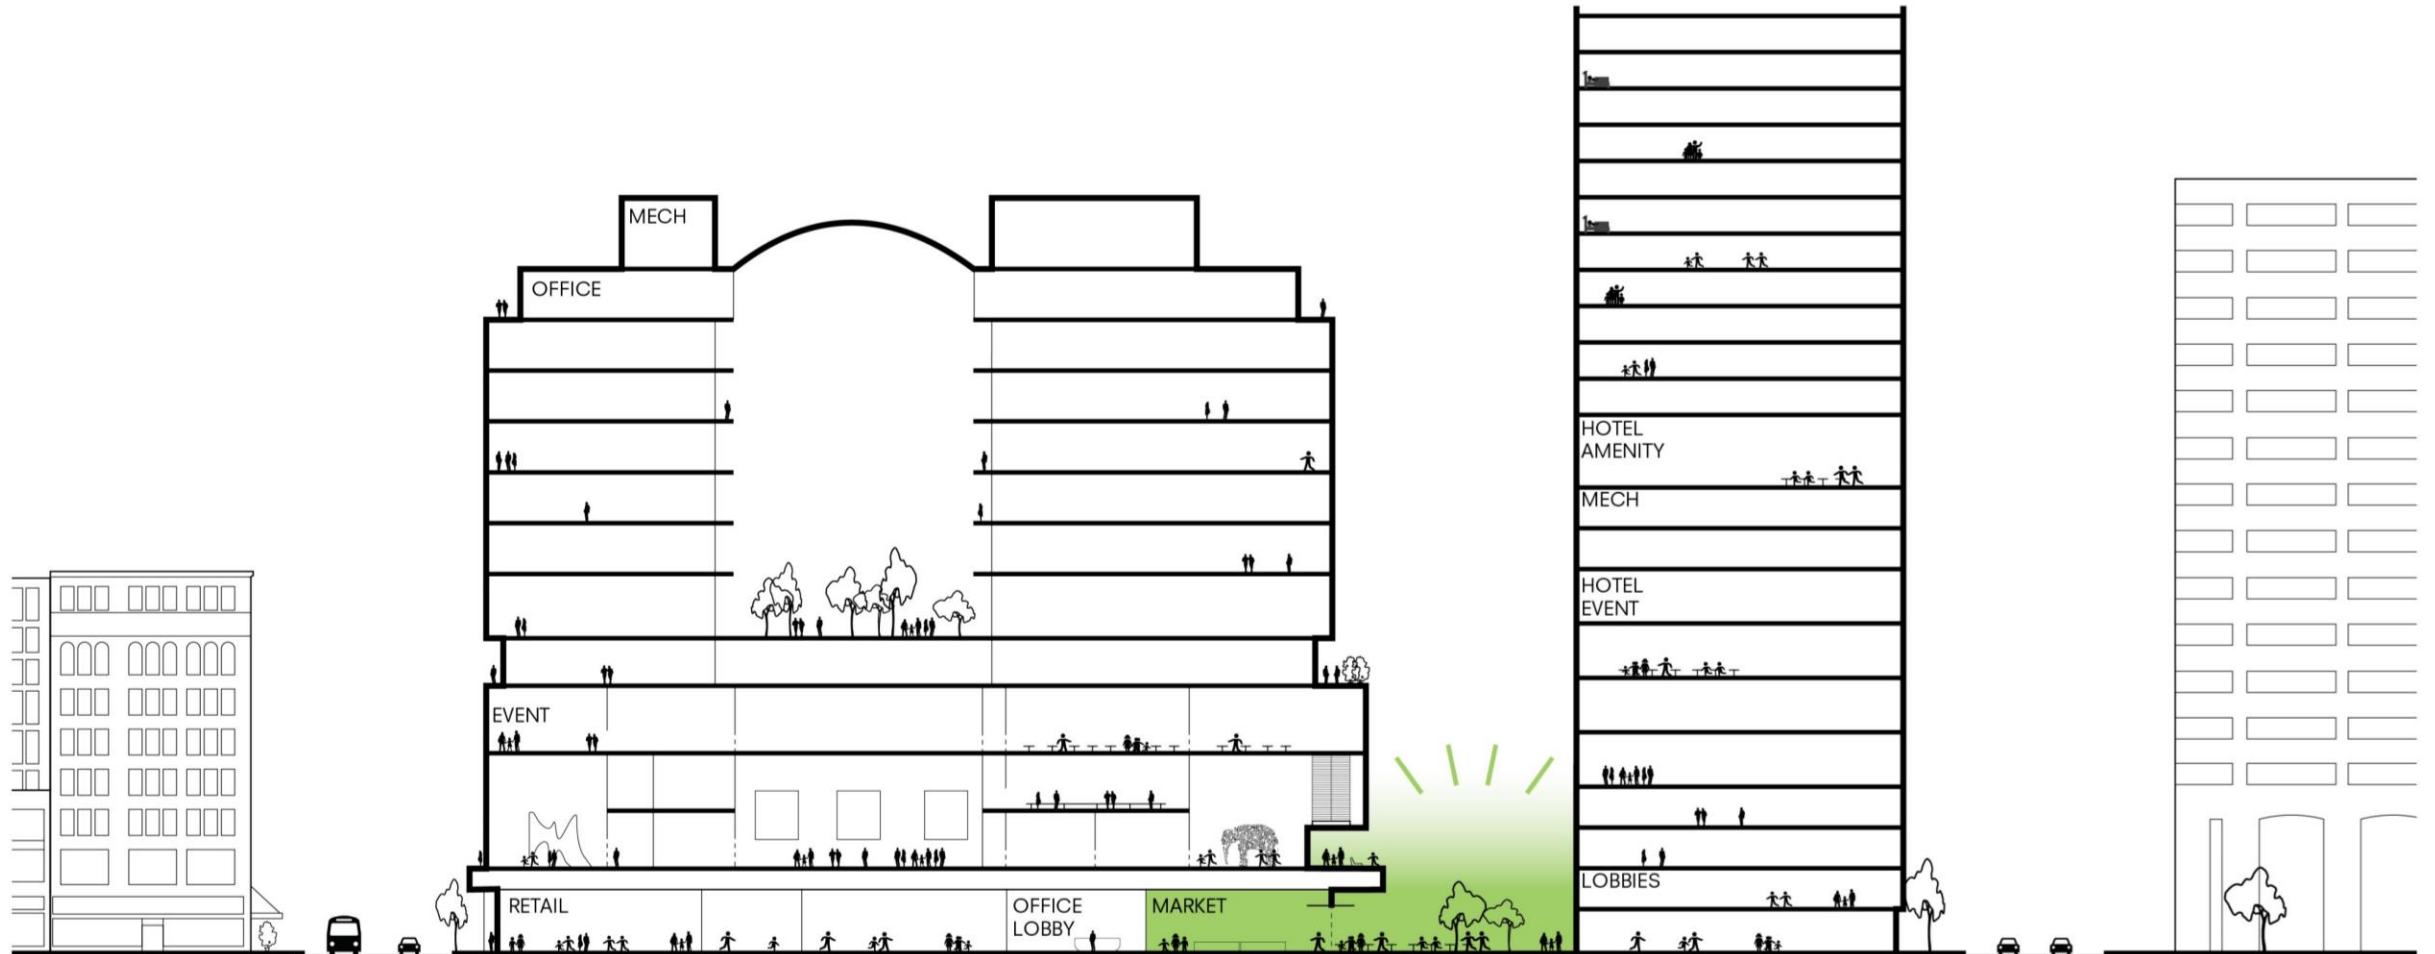 MECH
OFFICE
EVENT
RETAIL
OFFICE
LOBBY
MARKET
HOTEL
AMENITY
MECH
HOTEL
EVENT
LOBBIES